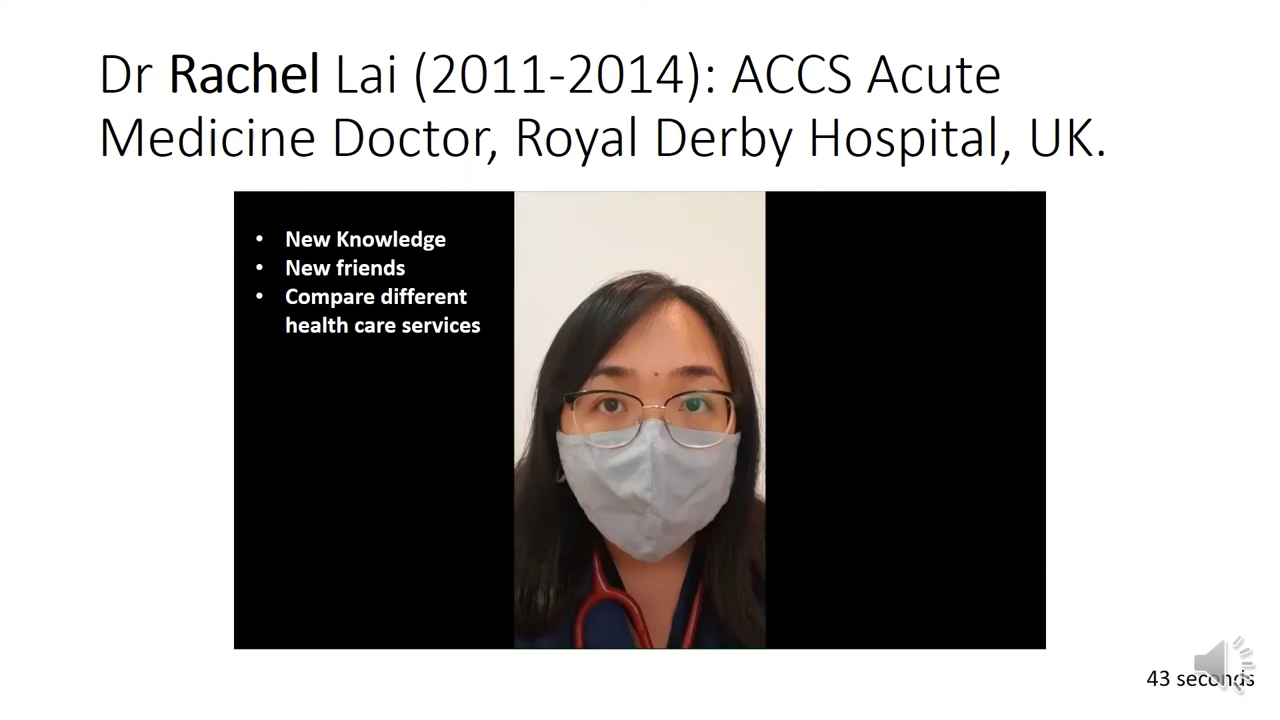 Dr Rachel Lai (2011-2014): ACCS Acute
Medicine Doctor, Royal Derby Hospital, UK.
• New Knowledge
• New friends
• Compare different
health care services
43 seconds